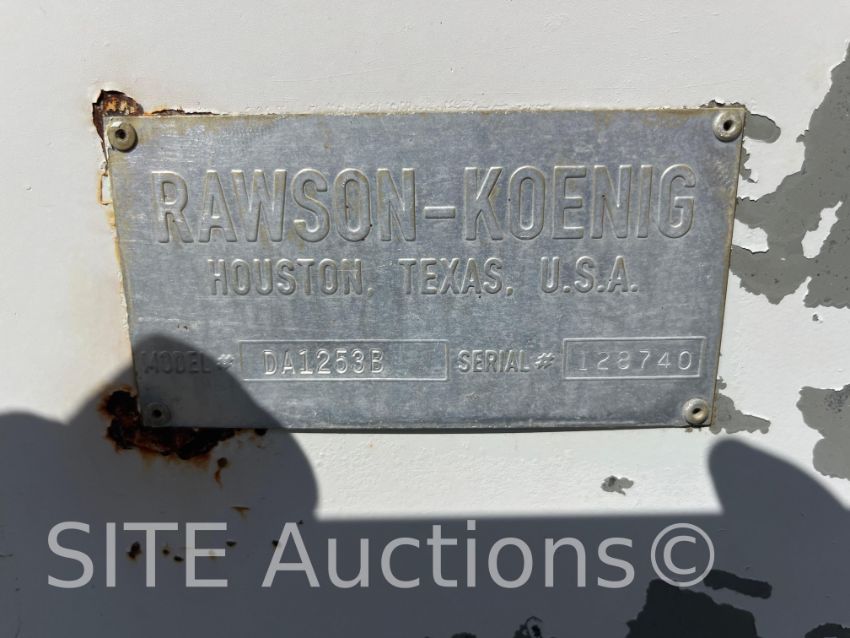 RAWSON-KOENIG
HOUSTON, TEXAS, U.S.A.
MODEL# DA1253B SERIAL# 128740
SITE Auctions©